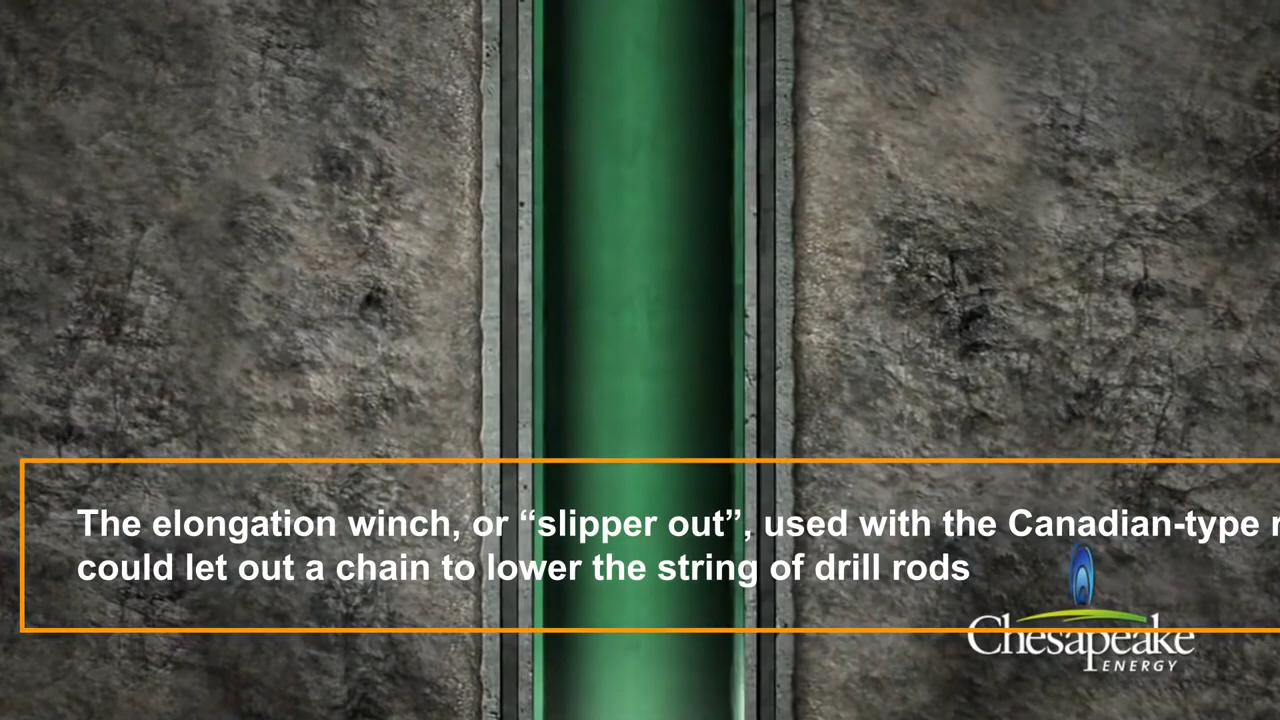 The elongation winch, or “slipper out”, used with the Canadian-type
could let out a chain to lower the string of drill rods
Chesapeake
ENERGY